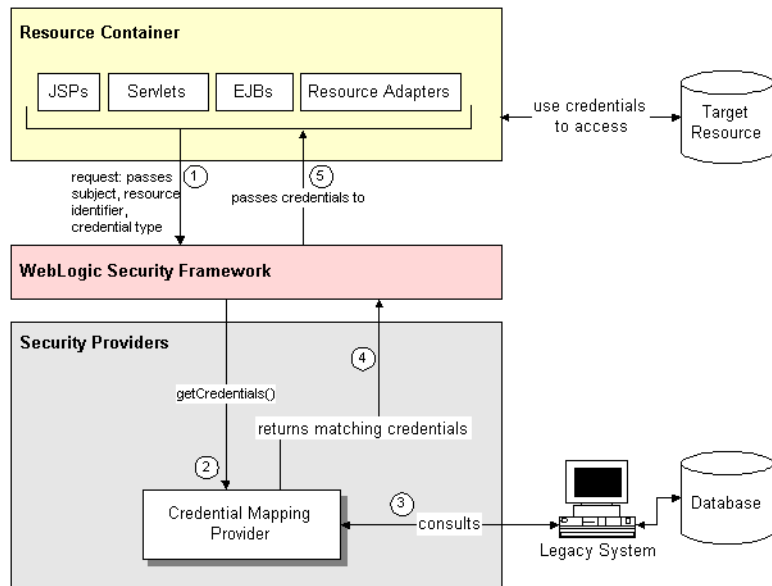 Resource Container
JSPs
Servlets
EJBs
Resource Adapters
use credentials
to access
Target
Resource
1
request: passes
subject, resource
identifier,
credential type
5
passes credentials to
WebLogic Security Framework
Security Providers
4
getCredentials()
returns matching credentials
2
Credential Mapping
Provider
3
consults
Legacy System
Database